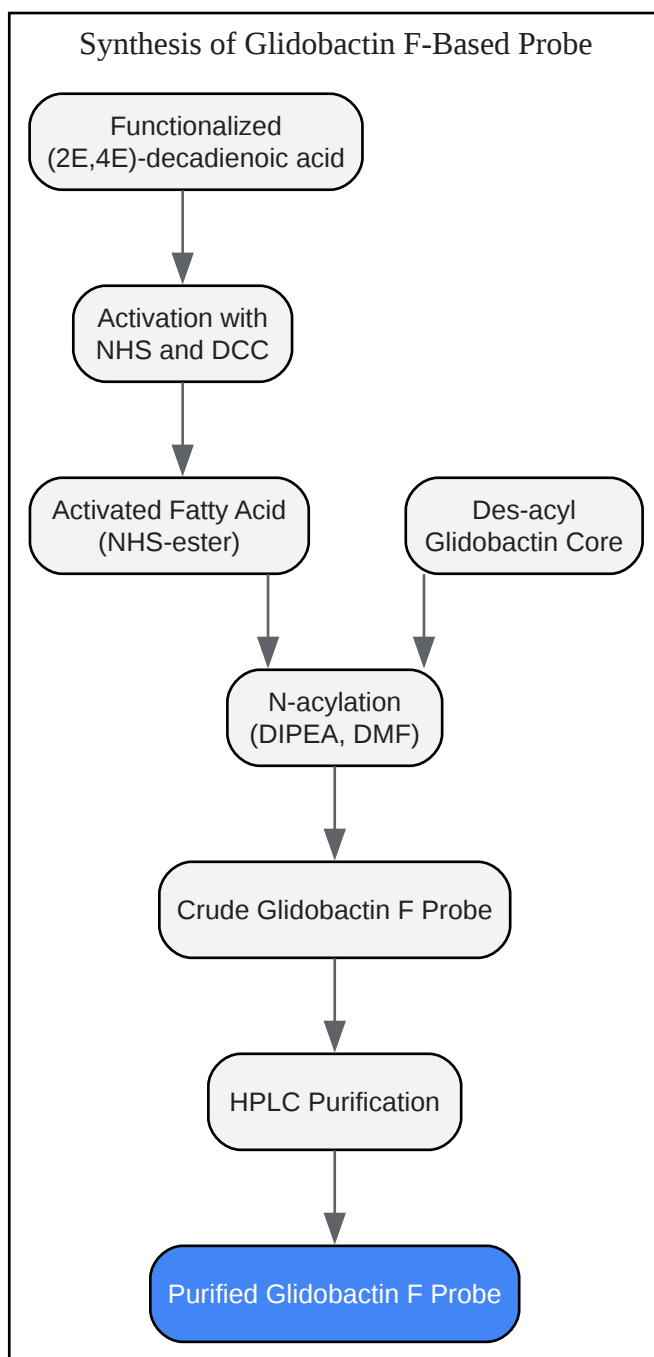 Synthesis of Glidobactin F-Based Probe
Functionalized
(2E,4E)-decadienoic acid
Activation with
NHS and DCC
Activated Fatty Acid
(NHS-ester)
Des-acyl
Glidobactin Core
N-acylation
(DIPEA, DMF)
Crude Glidobactin F Probe
HPLC Purification
Purified Glidobactin F Probe